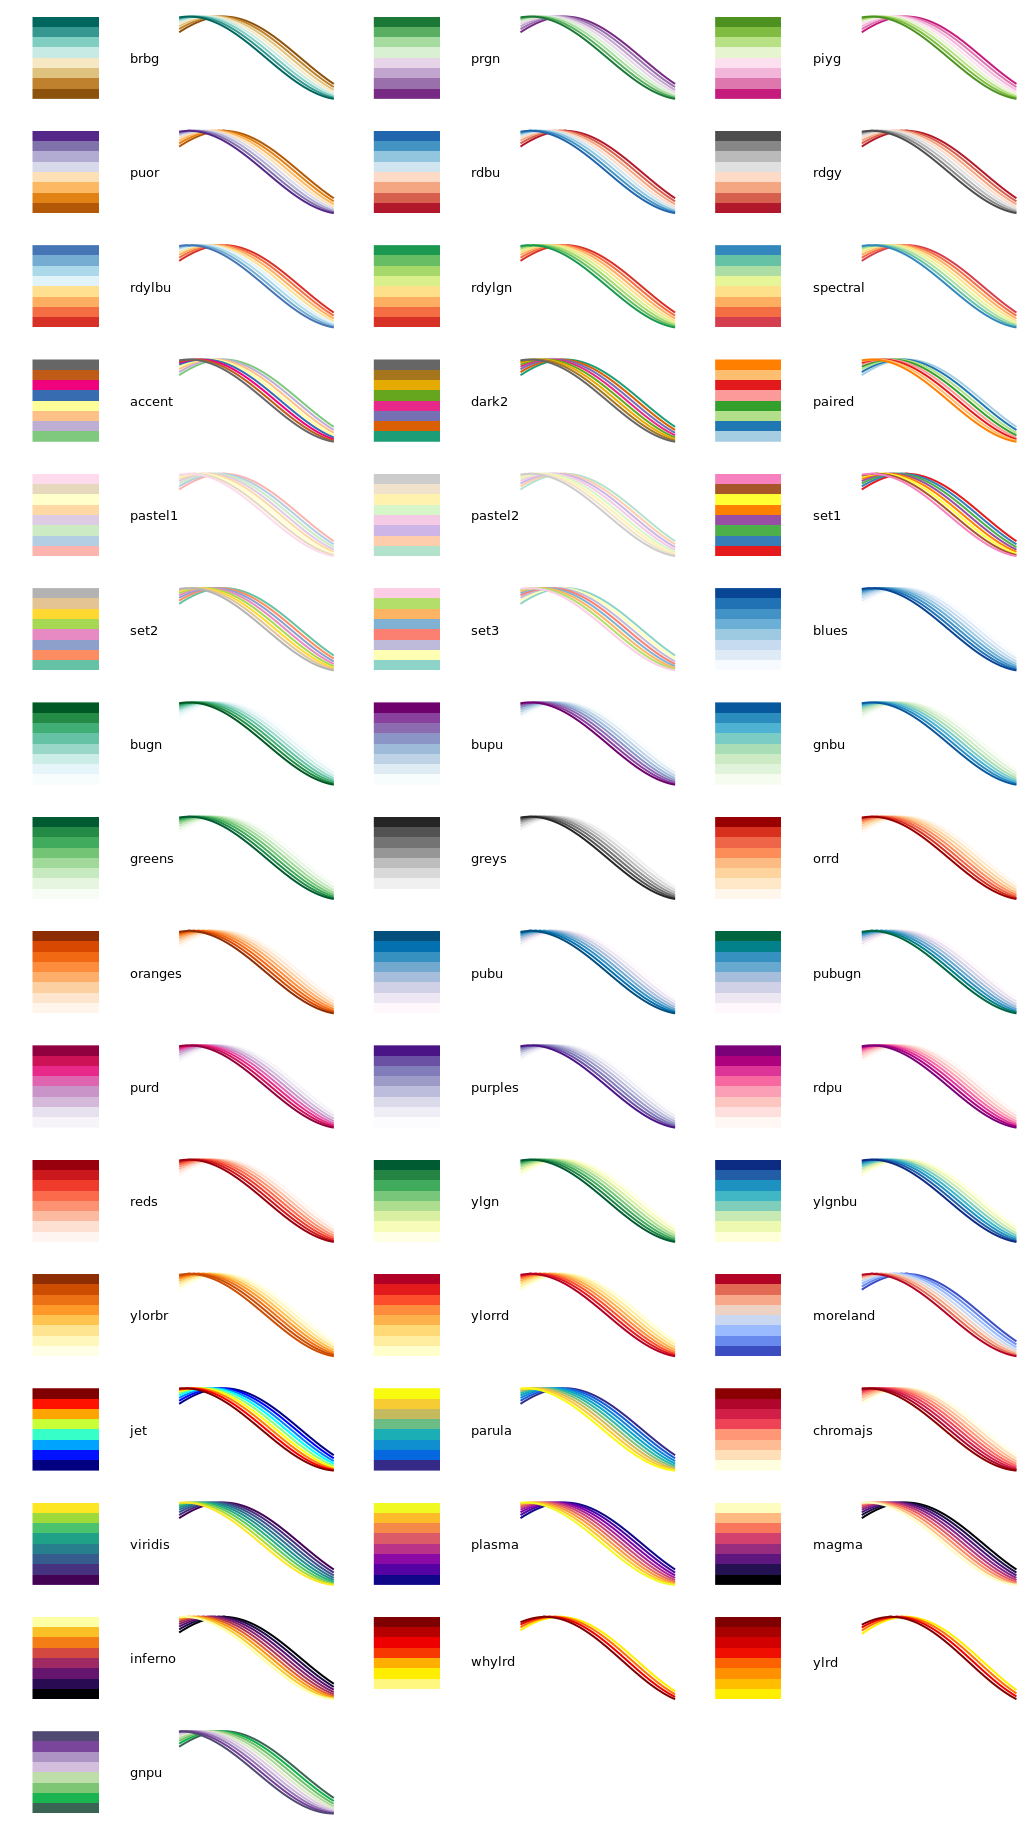 brbg
prgn
piyg
puor
rdbu
rdgy
rdylbu
rdylgn
spectral
accent
dark2
paired
pastel1
pastel2
set1
set2
set3
blues
bugn
bupu
gnbu
greens
greys
orrd
oranges
pubu
pubugn
purd
purples
rdpu
reds
ylgn
ylgnbu
ylorbr
ylorrd
moreland
jet
parula
chromajs
viridis
plasma
magma
inferno
whylrd
ylrd
gnpu